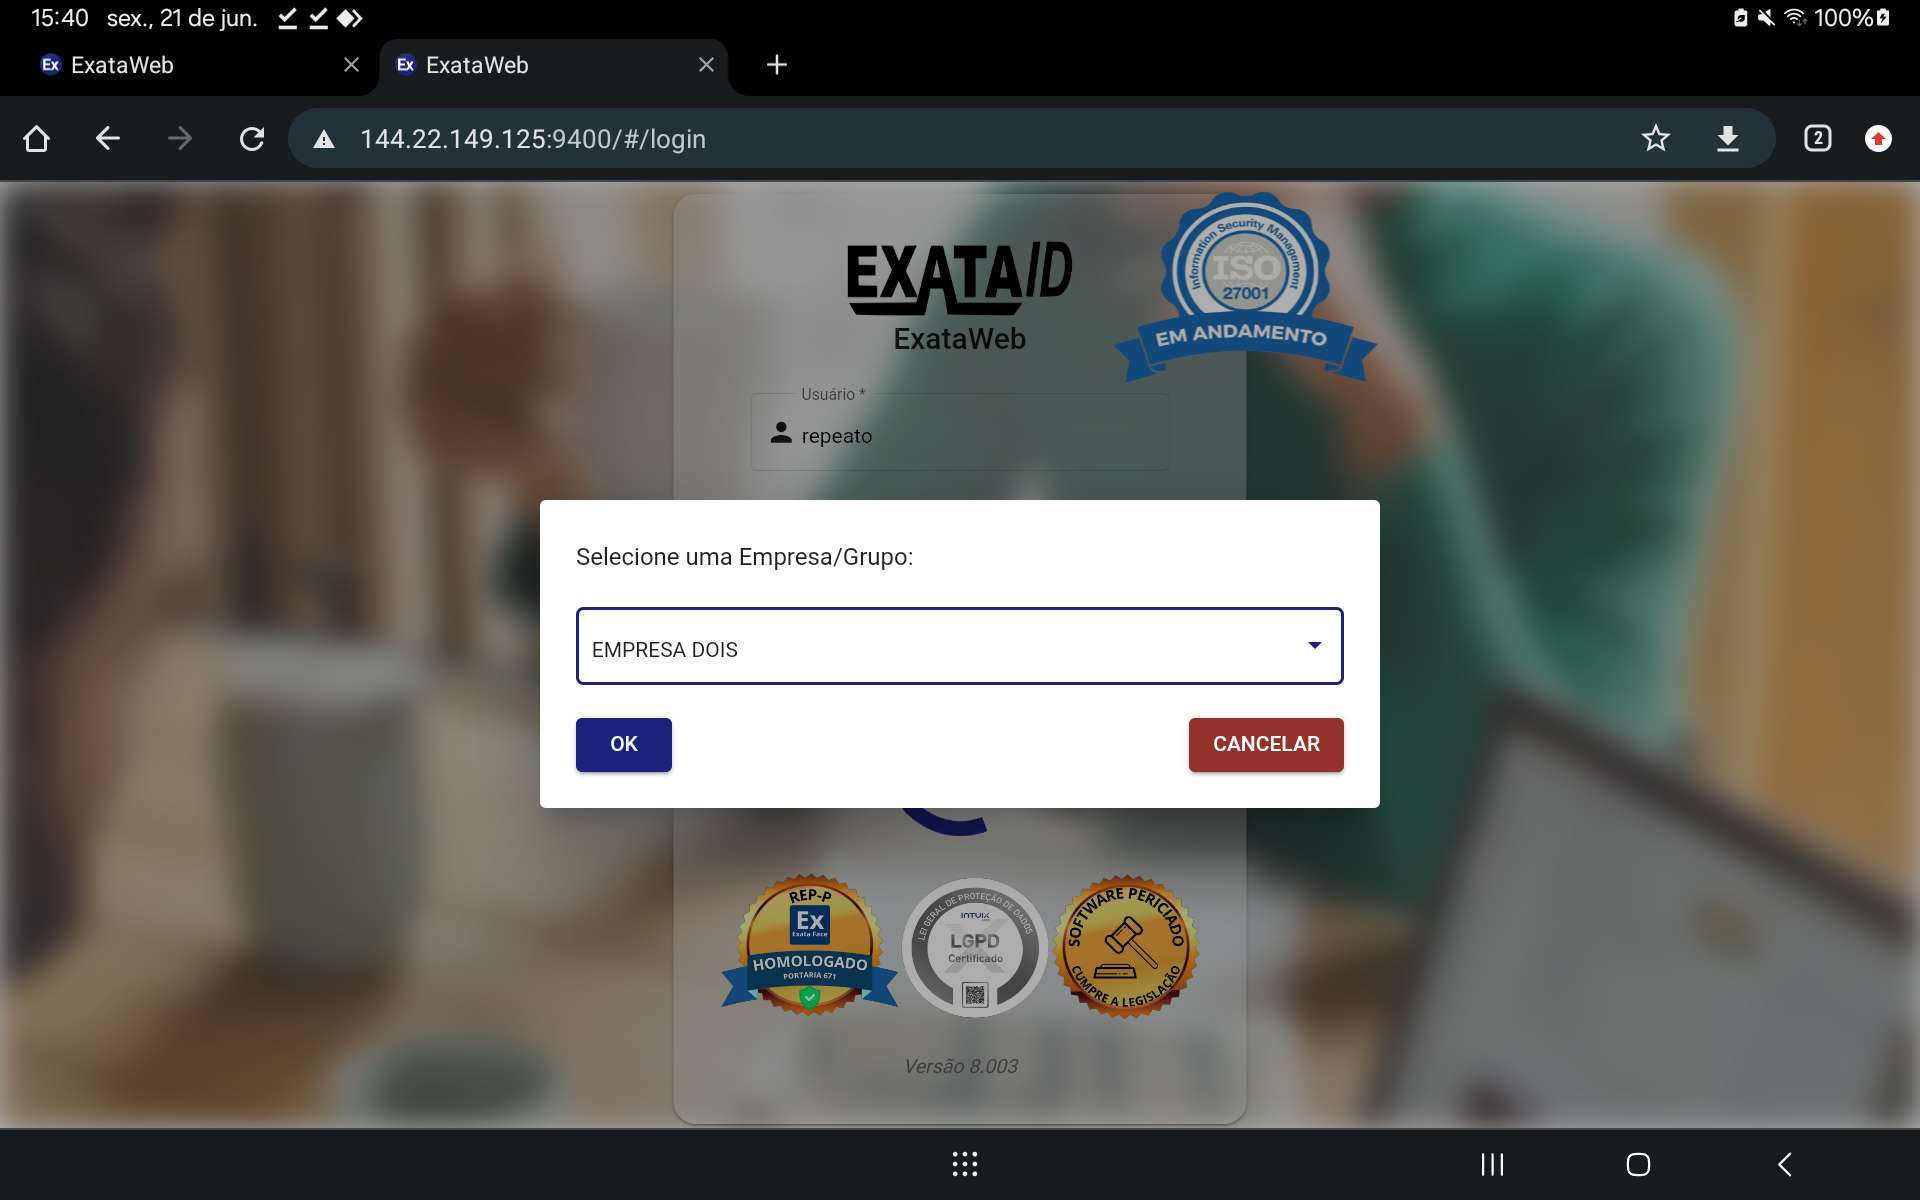 15:40 sex., 21 de jun. 100%
Ex ExataWeb
Ex ExataWeb
144.22.149.125:9400/#/login
2
EXATAID
ExataWeb
Information Security Management
ISO
27001
EM ANDAMENTO
Usuário *
repeato
Selecione uma Empresa/Grupo:
EMPRESA DOIS
OK
CANCELAR
REP-P
Ex
Exata Face
HOMOLOGADO
PORTARIA 671
LEI GERAL DE PROTEÇÃO DE DADOS
INTUIX
LGPD
Certificado
SOFTWARE PERICIADO
CUMPRE A LEGISLAÇÃO
Versão 8.003